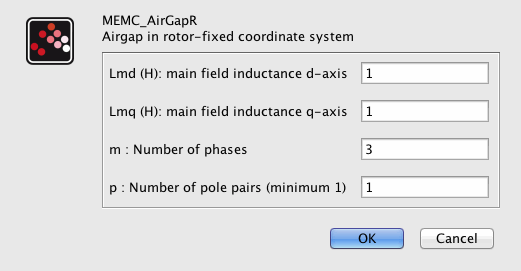 MEMC_AirGapR
Airgap in rotor-fixed coordinate system
Lmd (H): main field inductance d-axis 1
Lmq (H): main field inductance q-axis 1
m : Number of phases 3
p : Number of pole pairs (minimum 1) 1
OK Cancel